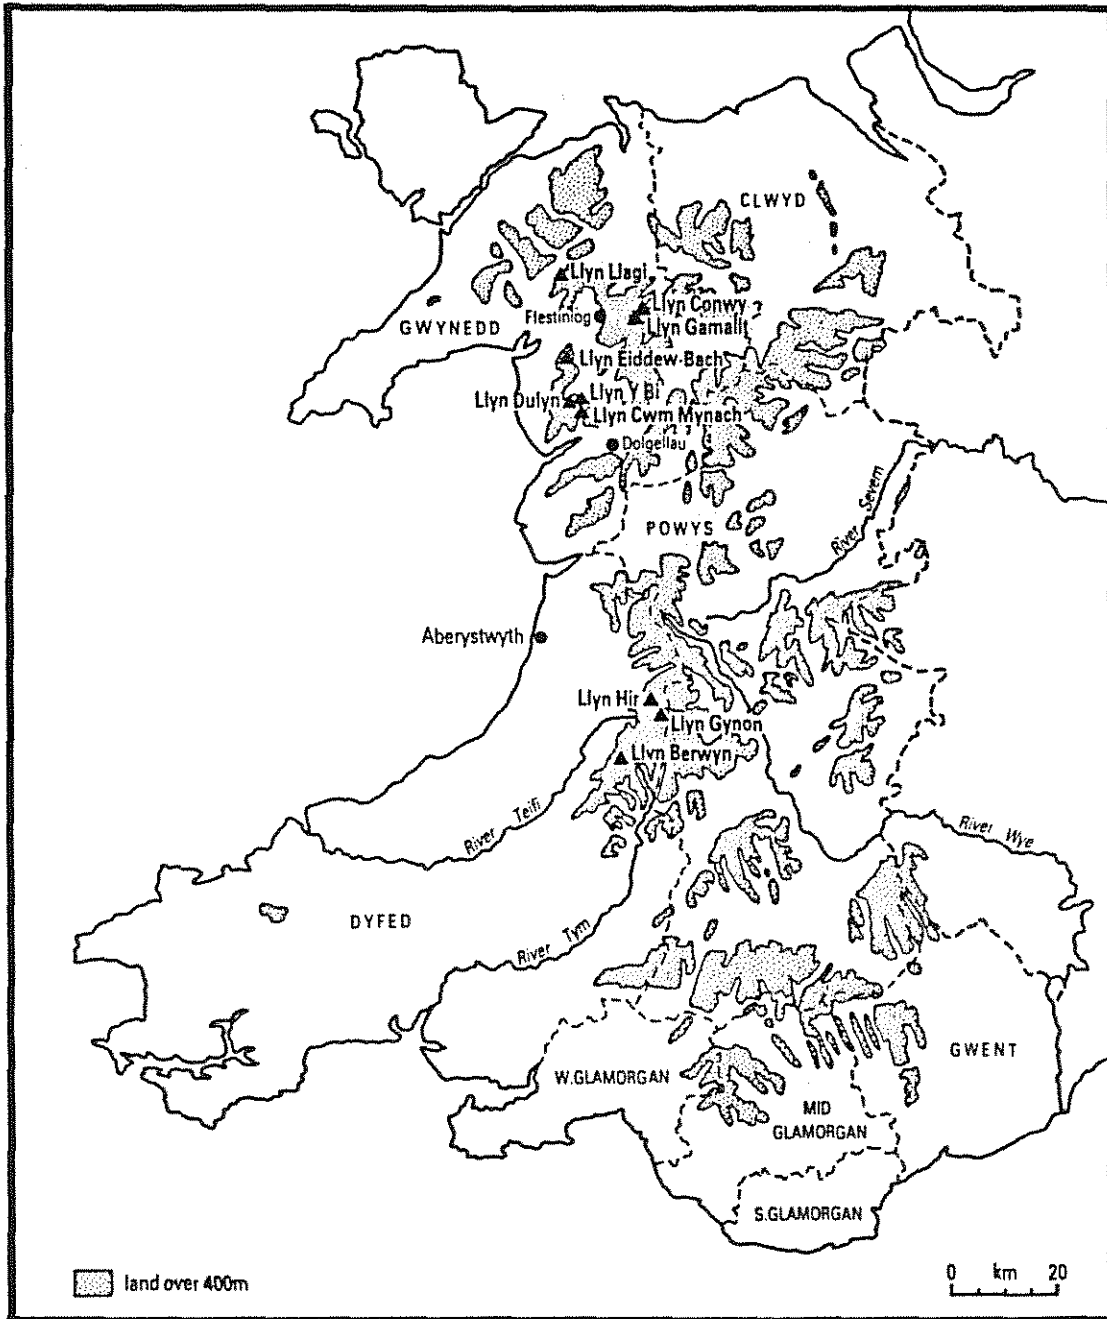 CLWYD
Llyn Llagi
Llyn Conwy
Ffestiniog
Llyn Gamallt
GWYNEDD
Llyn Eiddew-Bach
Llyn Y Bi
Llyn Dulyn
Llyn Cwm Mynach
Dolgellau
River Severn
POWYS
Aberystwyth
Llyn Hir
Llyn Gynon
Llyn Berwyn
River Teifi
River Wye
DYFED
River Tym
GWENT
W.GLAMORGAN
MID
GLAMORGAN
S.GLAMORGAN
land over 400m
0 km 20